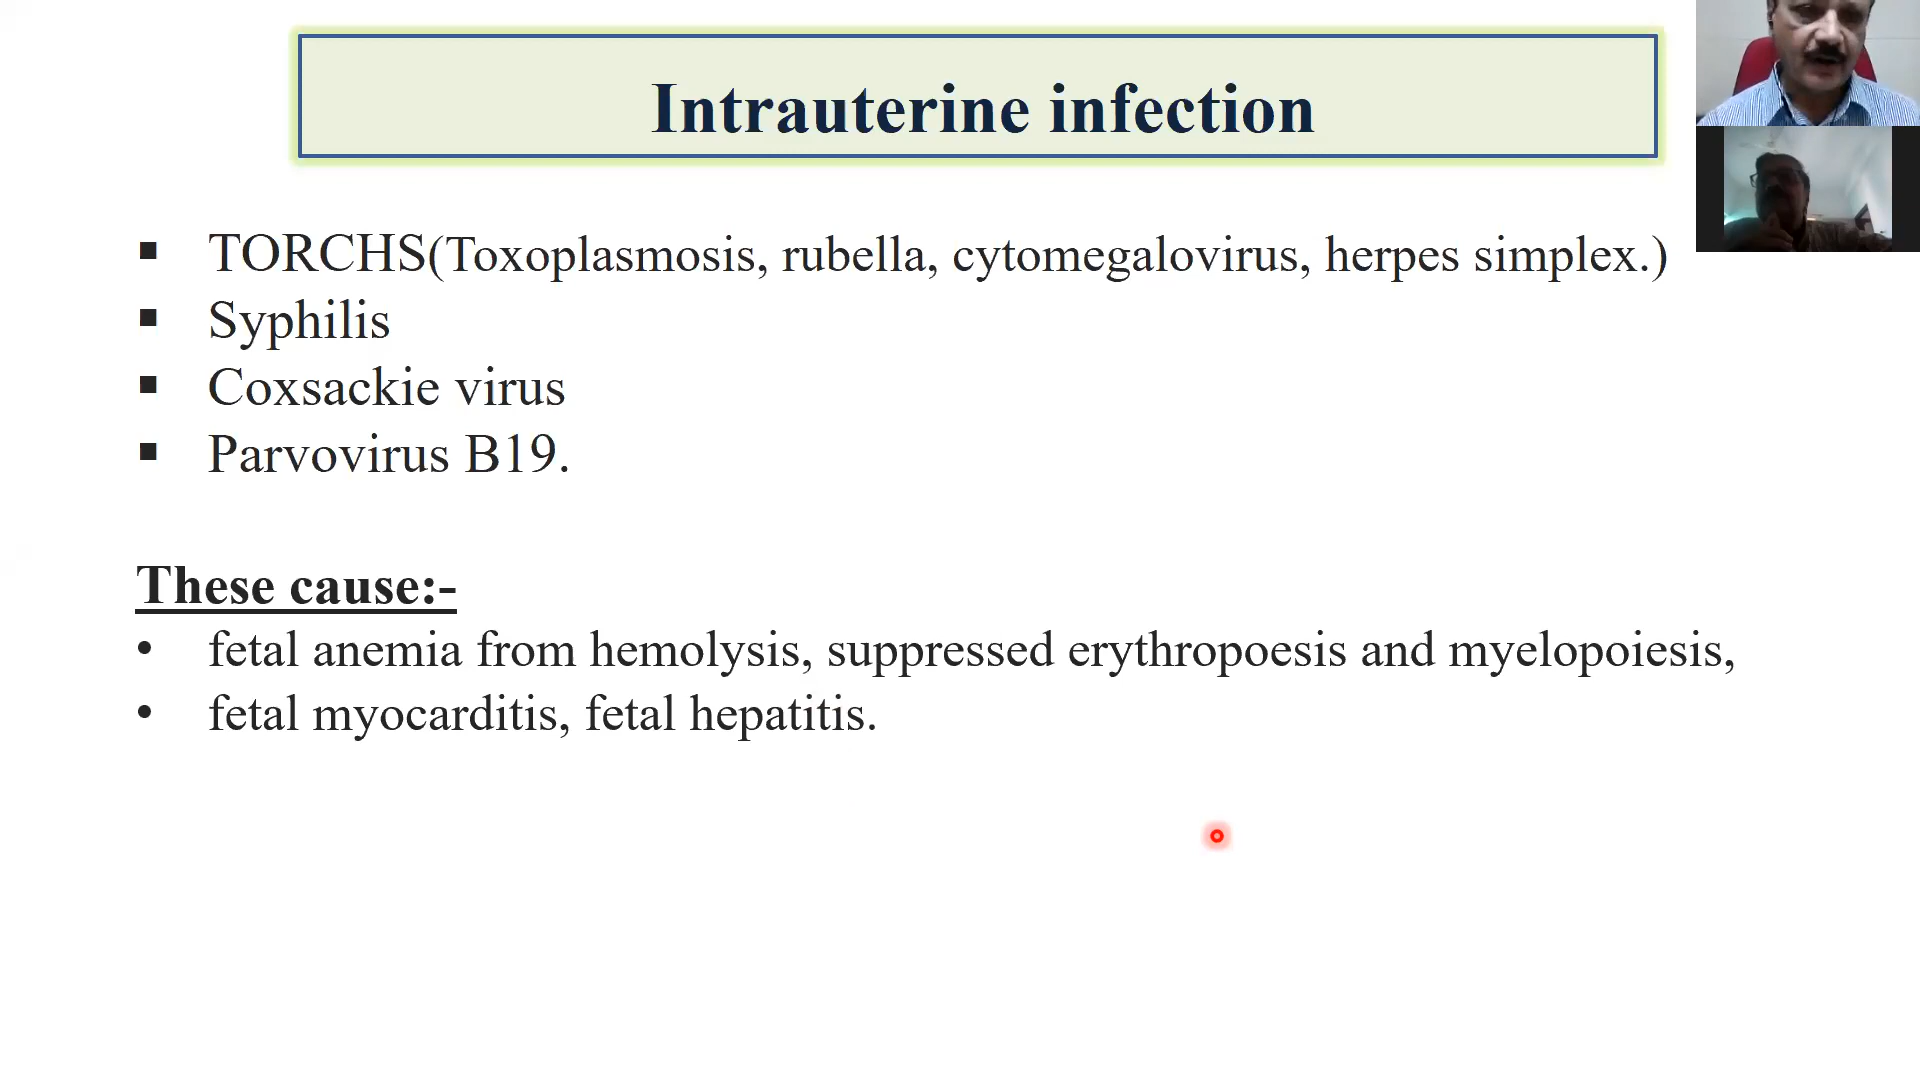 Intrauterine infection
▪ TORCHS(Toxoplasmosis, rubella, cytomegalovirus, herpes simplex.)
▪ Syphilis
▪ Coxsackie virus
▪ Parvovirus B19.
These cause:-
• fetal anemia from hemolysis, suppressed erythropoesis and myelopoiesis,
• fetal myocarditis, fetal hepatitis.